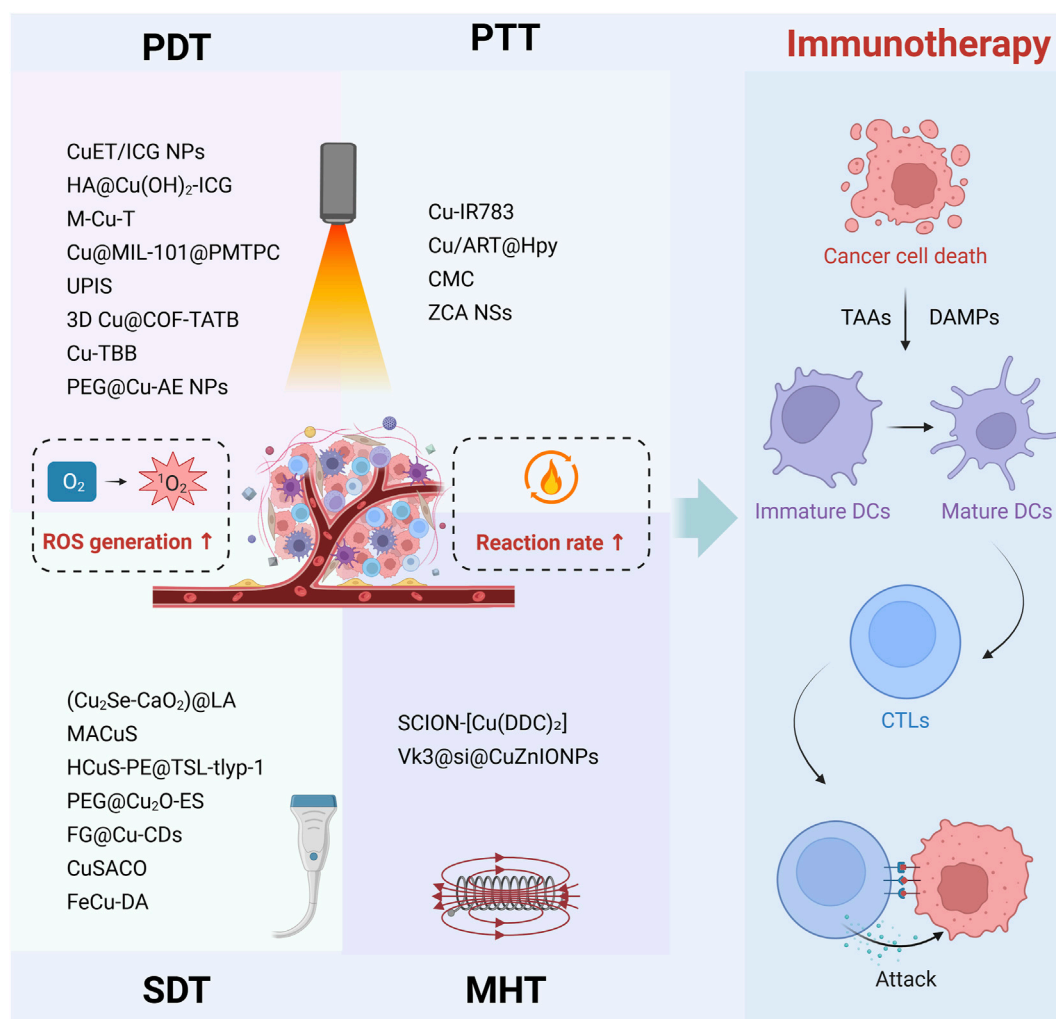 PDT
PTT
Immunotherapy
CuET/ICG NPs
HA@Cu(OH)₂-ICG
M-Cu-T
Cu@MIL-101@PMTPC
UPIS
3D Cu@COF-TATB
Cu-TBB
PEG@Cu-AE NPs
Cu-IR783
Cu/ART@Hpy
CMC
ZCA NSs
O₂
¹O₂
ROS generation ↑
Reaction rate ↑
(Cu₂Se-CaO₂)@LA
MACuS
HCuS-PE@TSL-tlyp-1
PEG@Cu₂O-ES
FG@Cu-CDs
CuSACO
FeCu-DA
SCION-[Cu(DDC)₂]
Vk3@si@CuZnIONPs
SDT
MHT
Cancer cell death
TAAs
DAMPs
Immature DCs
Mature DCs
CTLs
Attack